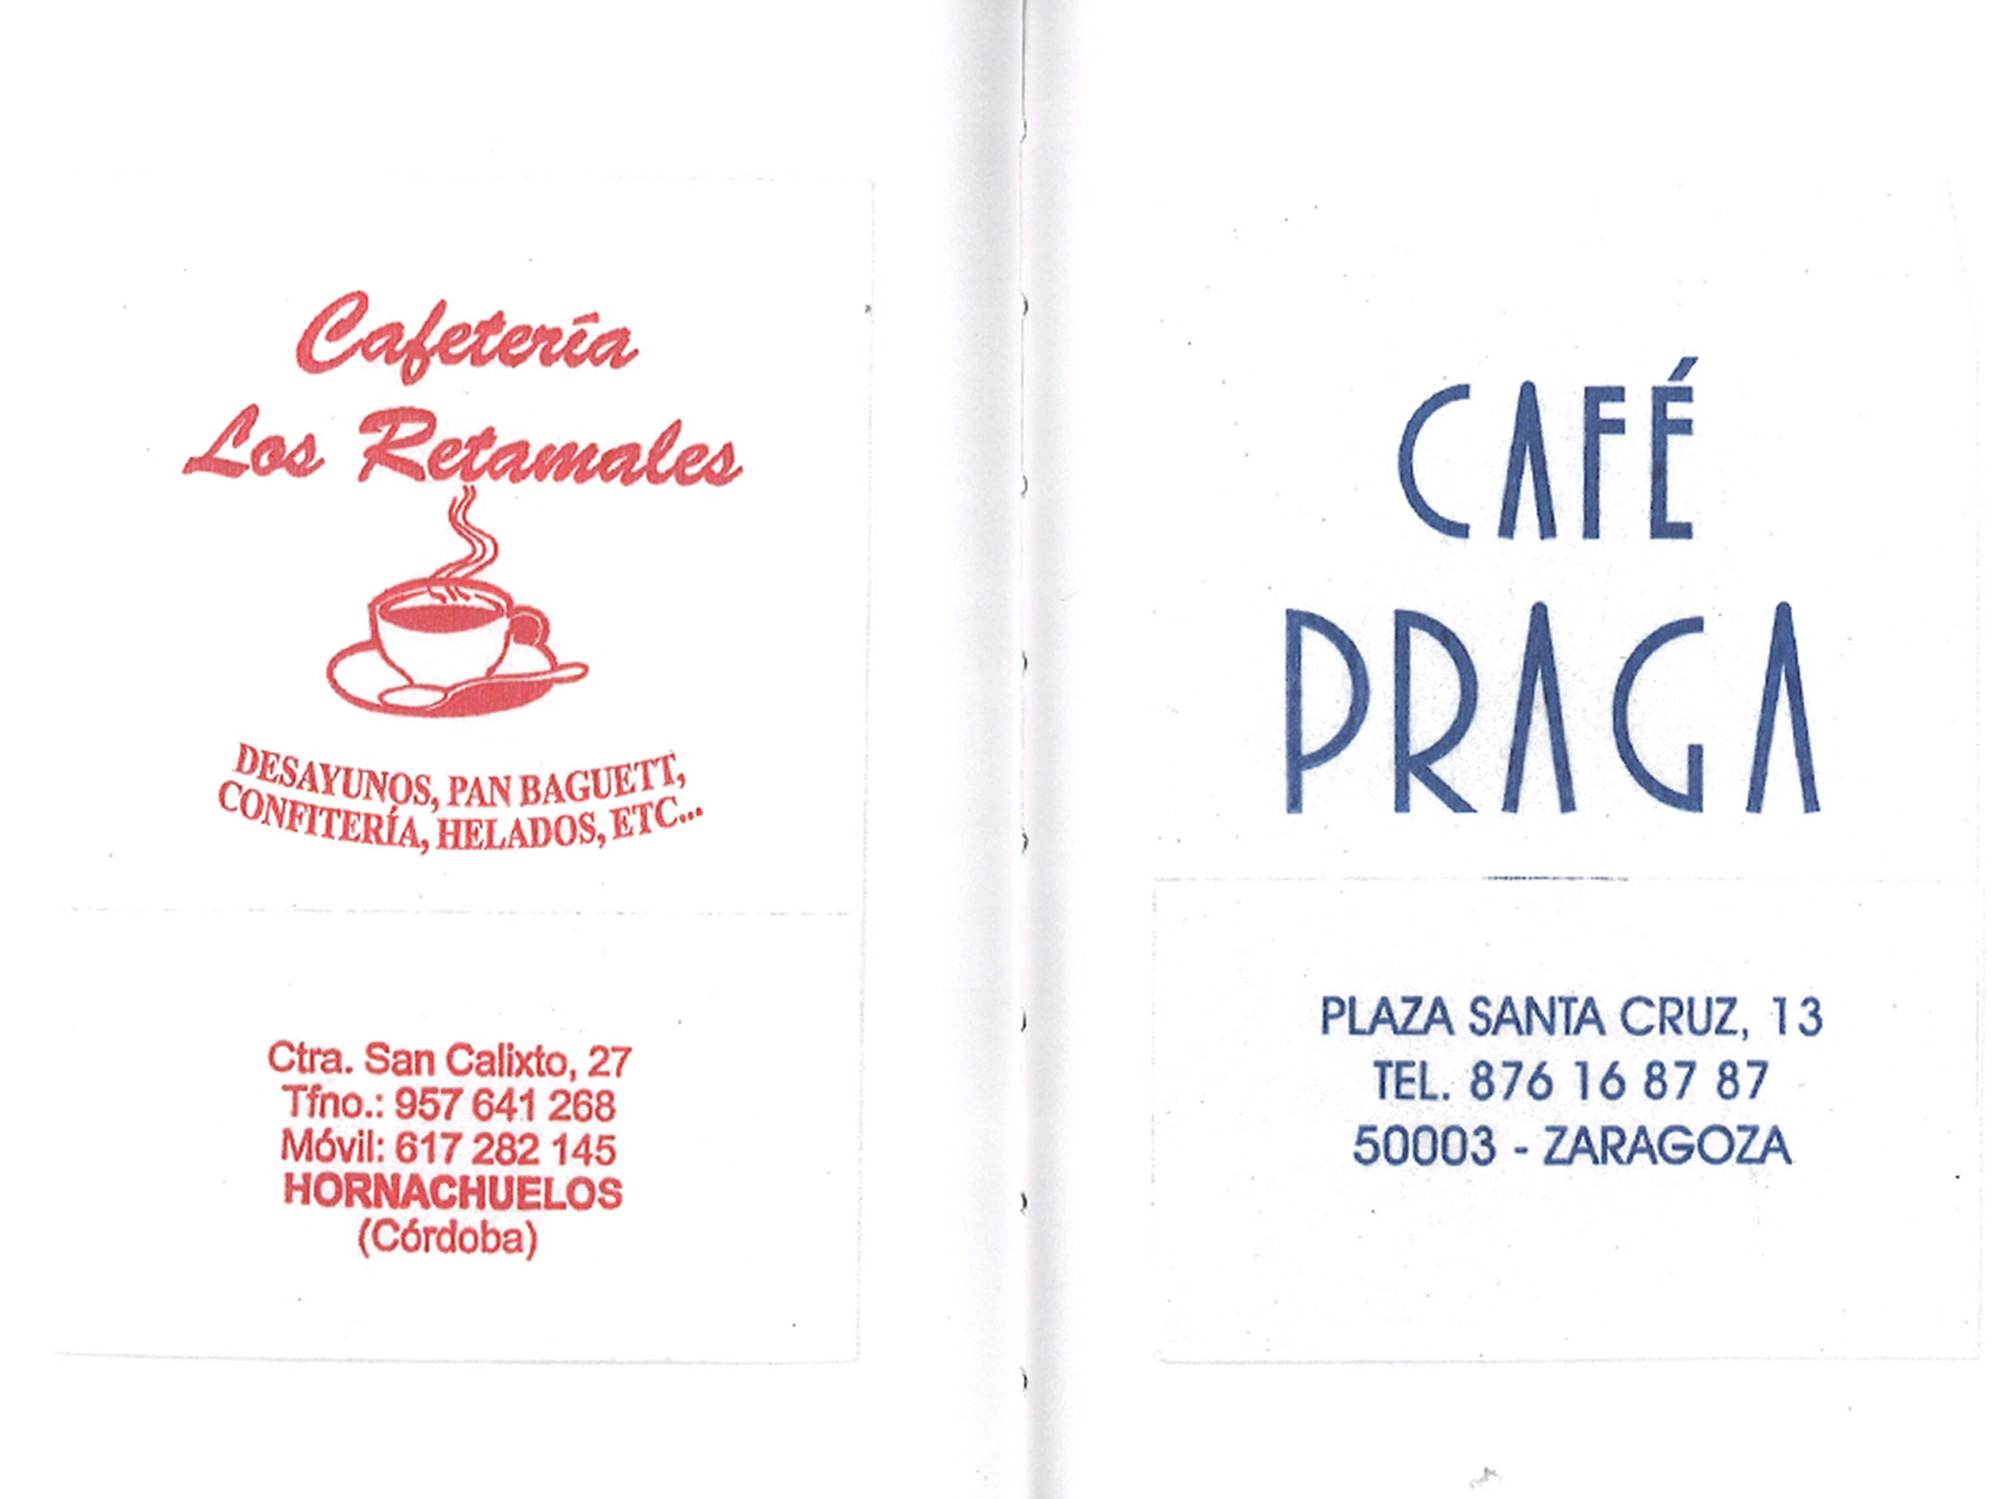 Cafetería
Los Retamales
DESAYUNOS, PAN BAGUETT,
CONFITERÍA, HELADOS, ETC...
Ctra. San Calixto, 27
Tfno.: 957 641 268
Móvil: 617 282 145
HORNACHUELOS
(Córdoba)
CAFÉ
PRAGA
PLAZA SANTA CRUZ, 13
TEL. 876 16 87 87
50003 - ZARAGOZA